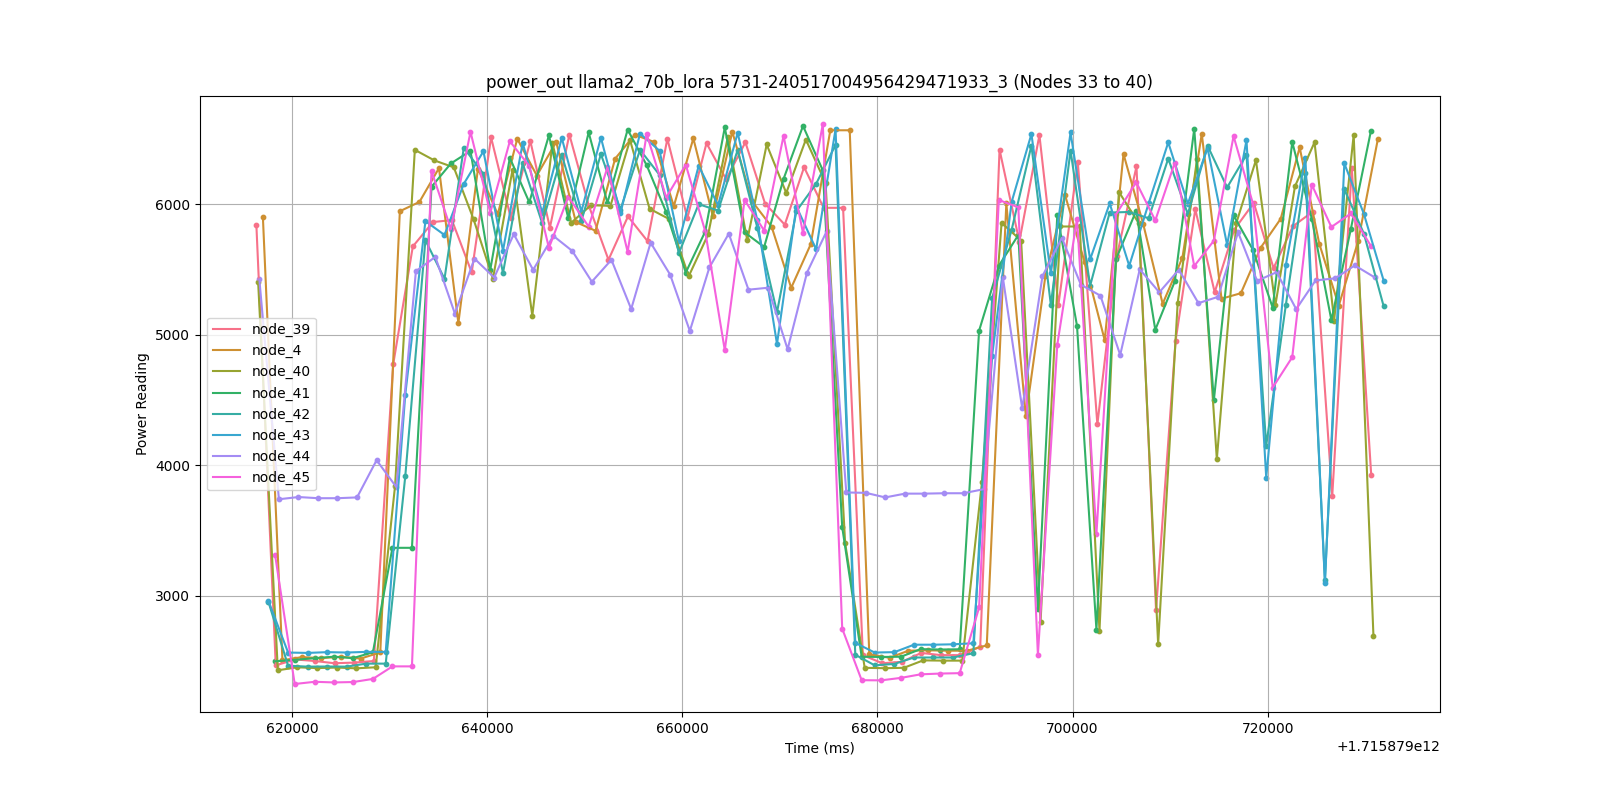 power_out llama2_70b_lora 5731-240517004956429471933_3 (Nodes 33 to 40)
Power Reading
6000
5000
4000
3000
node_39
node_4
node_40
node_41
node_42
node_43
node_44
node_45
620000 640000 660000 680000 700000 720000
Time (ms)
+1.715879e12